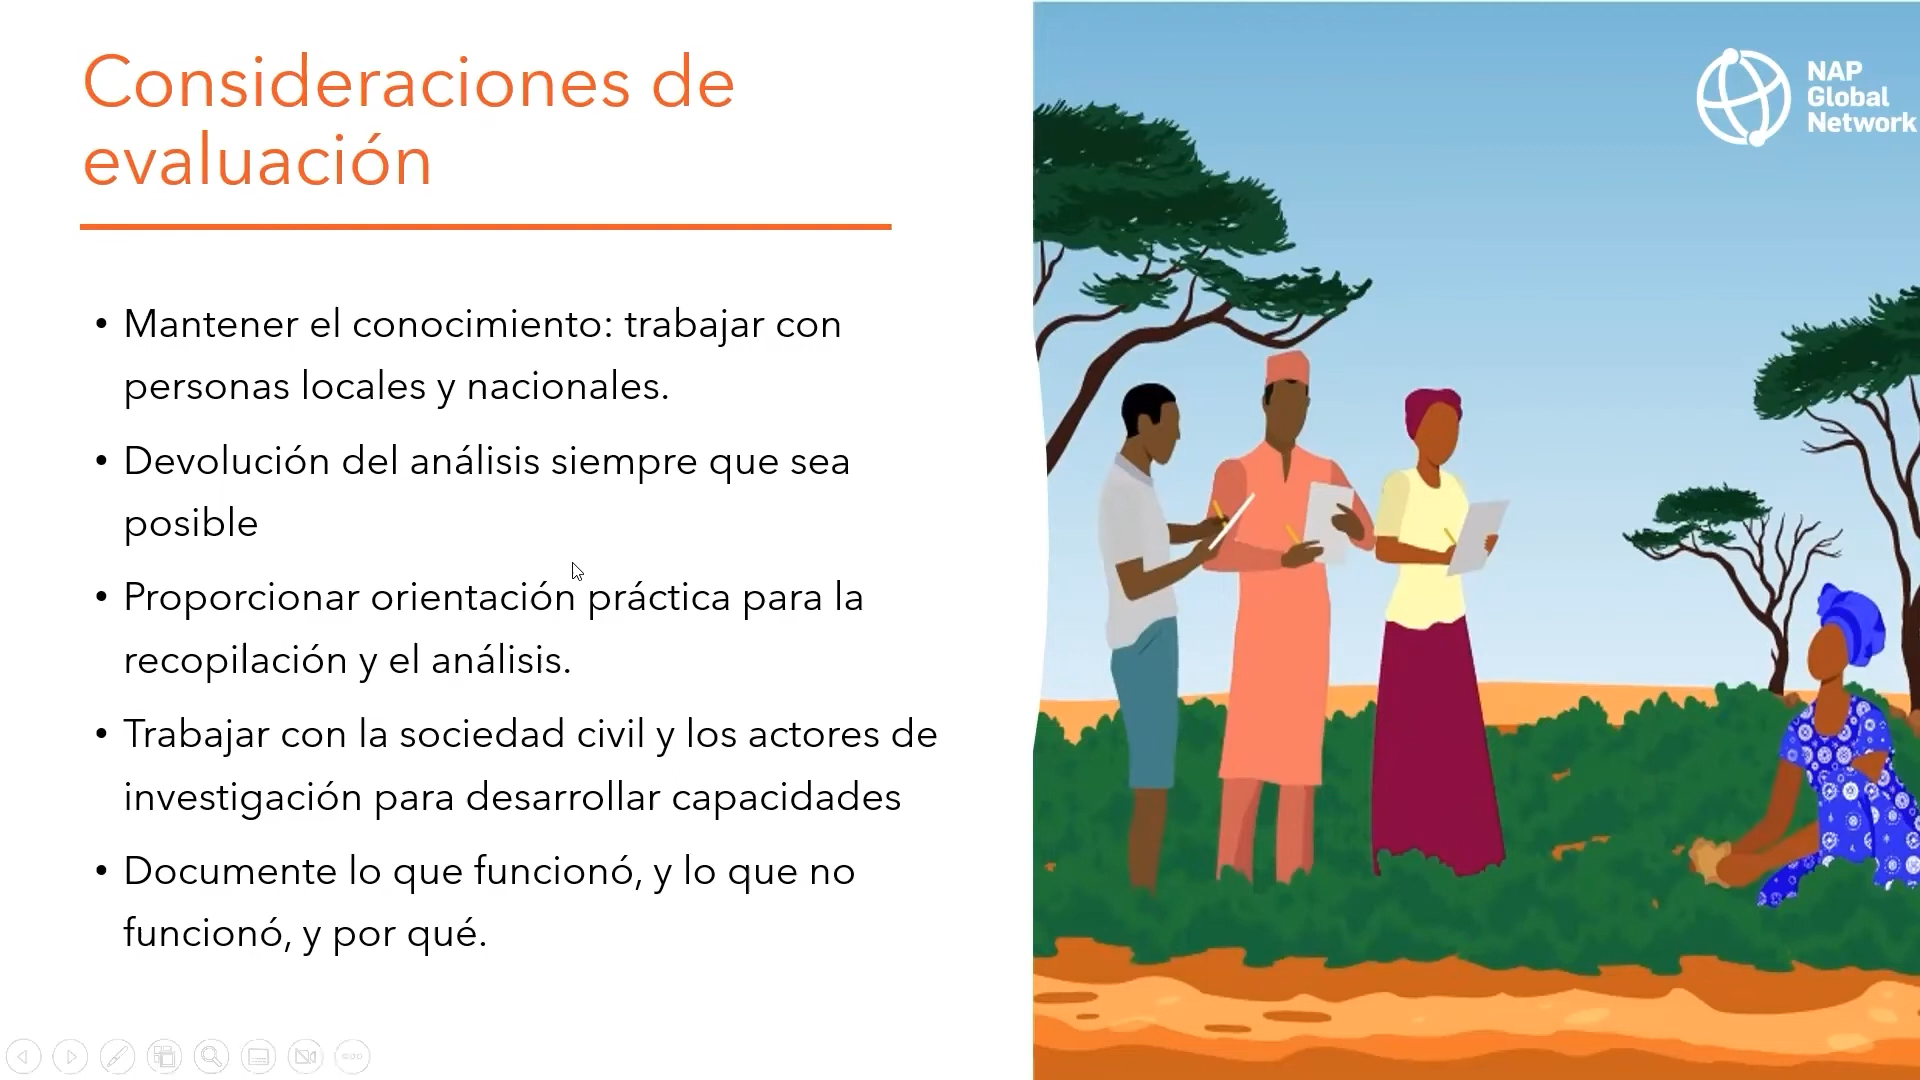 Consideraciones de
evaluación
• Mantener el conocimiento: trabajar con
personas locales y nacionales.
• Devolución del análisis siempre que sea
posible
• Proporcionar orientación práctica para la
recopilación y el análisis.
• Trabajar con la sociedad civil y los actores de
investigación para desarrollar capacidades
• Documente lo que funcionó, y lo que no
funcionó, y por qué.
NAP
Global
Network